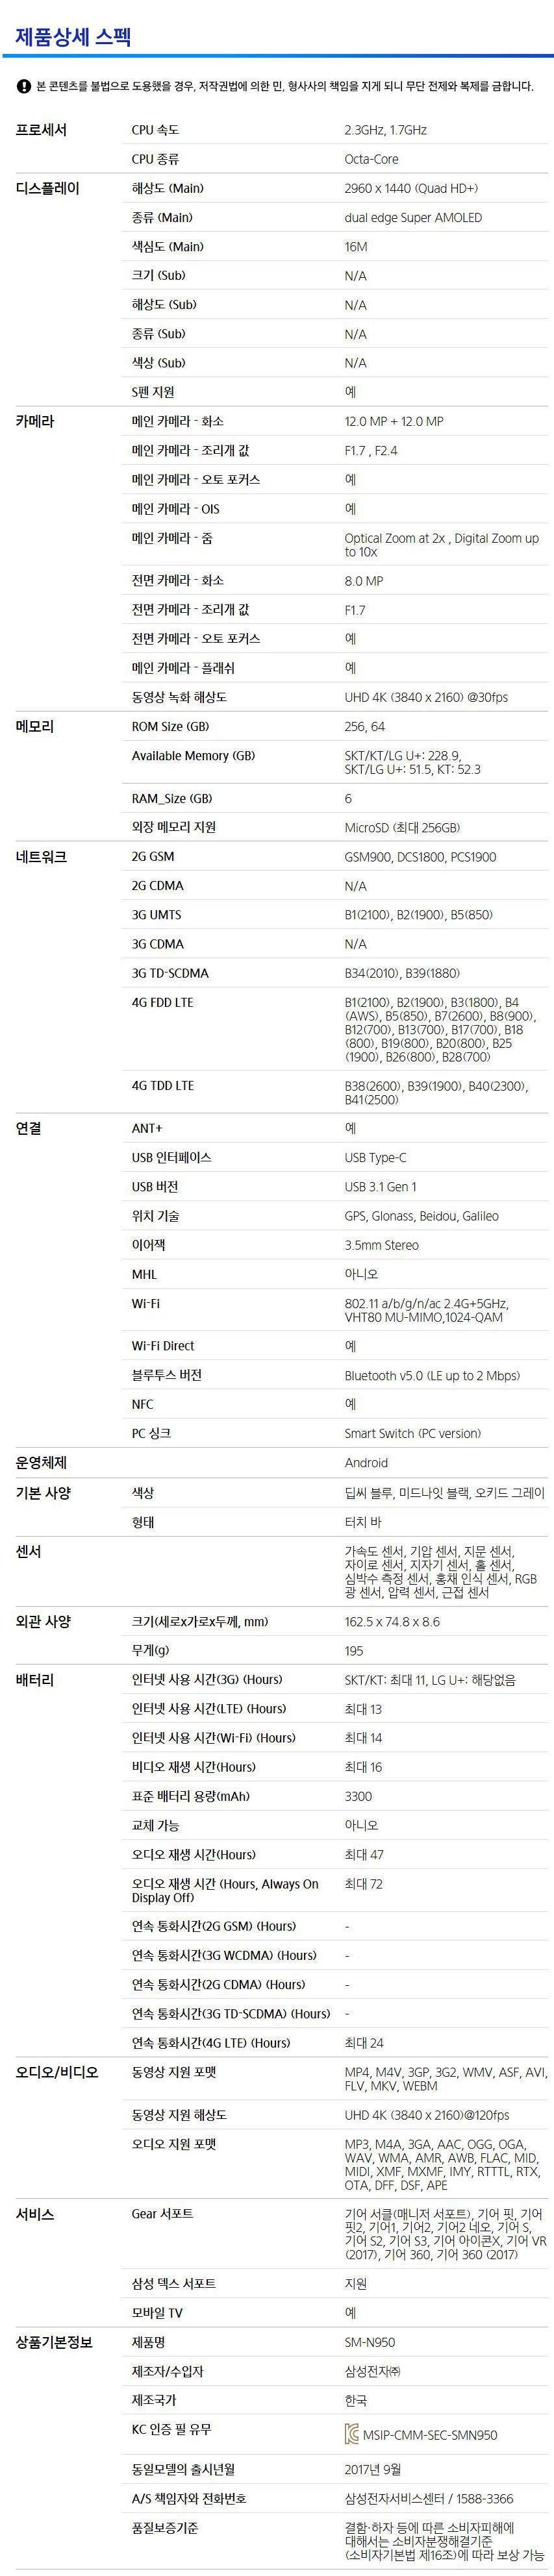 제품상세 스펙
본 콘텐츠를 불법으로 도용했을 경우, 저작권법에 의한 민, 형사사의 책임을 지게 되니 무단 전제와 복제를 금합니다.
프로세서 CPU 속도 2.3GHz, 1.7GHz
CPU 종류 Octa-Core
디스플레이 해상도 (Main) 2960 x 1440 (Quad HD+)
종류 (Main) dual edge Super AMOLED
색심도 (Main) 16M
크기 (Sub) N/A
해상도 (Sub) N/A
종류 (Sub) N/A
색상 (Sub) N/A
S펜 지원 예
카메라 메인 카메라 - 화소 12.0 MP + 12.0 MP
메인 카메라 - 조리개 값 F1.7 , F2.4
메인 카메라 - 오토 포커스 예
메인 카메라 - OIS 예
메인 카메라 - 줌 Optical Zoom at 2x , Digital Zoom up
to 10x
전면 카메라 - 화소 8.0 MP
전면 카메라 - 조리개 값 F1.7
전면 카메라 - 오토 포커스 예
메인 카메라 - 플래쉬 예
동영상 녹화 해상도 UHD 4K (3840 x 2160) @30fps
메모리 ROM Size (GB) 256, 64
Available Memory (GB) SKT/KT/LG U+: 228.9,
SKT/LG U+: 51.5, KT: 52.3
RAM_Size (GB) 6
외장 메모리 지원 MicroSD (최대 256GB)
네트워크 2G GSM GSM900, DCS1800, PCS1900
2G CDMA N/A
3G UMTS B1(2100), B2(1900), B5(850)
3G CDMA N/A
3G TD-SCDMA B34(2010), B39(1880)
4G FDD LTE B1(2100), B2(1900), B3(1800), B4
(AWS), B5(850), B7(2600), B8(900),
B12(700), B13(700), B17(700), B18
(800), B19(800), B20(800), B25
(1900), B26(800), B28(700)
4G TDD LTE B38(2600), B39(1900), B40(2300),
B41(2500)
연결 ANT+ 예
USB 인터페이스 USB Type-C
USB 버전 USB 3.1 Gen 1
위치 기술 GPS, Glonass, Beidou, Galileo
이어잭 3.5mm Stereo
MHL 아니오
Wi-Fi 802.11 a/b/g/n/ac 2.4G+5GHz,
VHT80 MU-MIMO,1024-QAM
Wi-Fi Direct 예
블루투스 버전 Bluetooth v5.0 (LE up to 2 Mbps)
NFC 예
PC 싱크 Smart Switch (PC version)
운영체제 Android
기본 사양 색상 딥씨 블루, 미드나잇 블랙, 오키드 그레이
형태 터치 바
센서 가속도 센서, 기압 센서, 지문 센서,
자이로 센서, 지자기 센서, 홀 센서,
심박수 측정 센서, 홍채 인식 센서, RGB
광 센서, 압력 센서, 근접 센서
외관 사양 크기(세로x가로x두께, mm) 162.5 x 74.8 x 8.6
무게(g) 195
배터리 인터넷 사용 시간(3G) (Hours) SKT/KT: 최대 11, LG U+: 해당없음
인터넷 사용 시간(LTE) (Hours) 최대 13
인터넷 사용 시간(Wi-Fi) (Hours) 최대 14
비디오 재생 시간(Hours) 최대 16
표준 배터리 용량(mAh) 3300
교체 가능 아니오
오디오 재생 시간(Hours) 최대 47
오디오 재생 시간 (Hours, Always On 최대 72
Display Off)
연속 통화시간(2G GSM) (Hours) -
연속 통화시간(3G WCDMA) (Hours) -
연속 통화시간(2G CDMA) (Hours) -
연속 통화시간(3G TD-SCDMA) (Hours) -
연속 통화시간(4G LTE) (Hours) 최대 24
오디오/비디오 동영상 지원 포맷 MP4, M4V, 3GP, 3G2, WMV, ASF, AVI,
FLV, MKV, WEBM
동영상 지원 해상도 UHD 4K (3840 x 2160)@120fps
오디오 지원 포맷 MP3, M4A, 3GA, AAC, OGG, OGA,
WAV, WMA, AMR, AWB, FLAC, MID,
MIDI, XMF, MXMF, IMY, RTTTL, RTX,
OTA, DFF, DSF, APE
서비스 Gear 서포트 기어 서클(매니저 서포트), 기어 핏, 기어
핏2, 기어1, 기어2, 기어2 네오, 기어 S,
기어 S2, 기어 S3, 기어 아이콘X, 기어 VR
(2017), 기어 360, 기어 360 (2017)
삼성 덱스 서포트 지원
모바일 TV 예
상품기본정보 제품명 SM-N950
제조자/수입자 삼성전자㈜
제조국가 한국
KC 인증 필 유무 MSIP-CMM-SEC-SMN950
동일모델의 출시년월 2017년 9월
A/S 책임자와 전화번호 삼성전자서비스센터 / 1588-3366
품질보증기준 결함·하자 등에 따른 소비자피해에
대해서는 소비자분쟁해결기준
(소비자기본법 제16조)에 따라 보상 가능